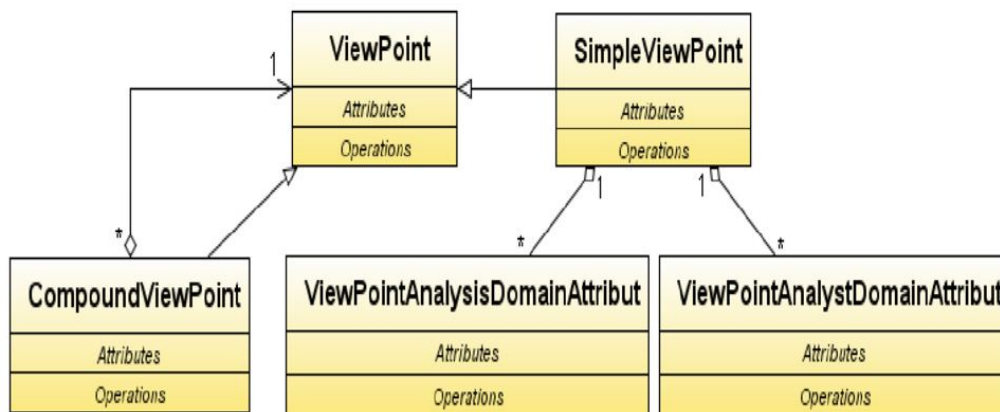 ViewPoint
Attributes
Operations
SimpleViewPoint
Attributes
Operations
1
1
1
*
*
*
CompoundViewPoint
Attributes
Operations
ViewPointAnalysisDomainAttribut
Attributes
Operations
ViewPointAnalystDomainAttribut
Attributes
Operations